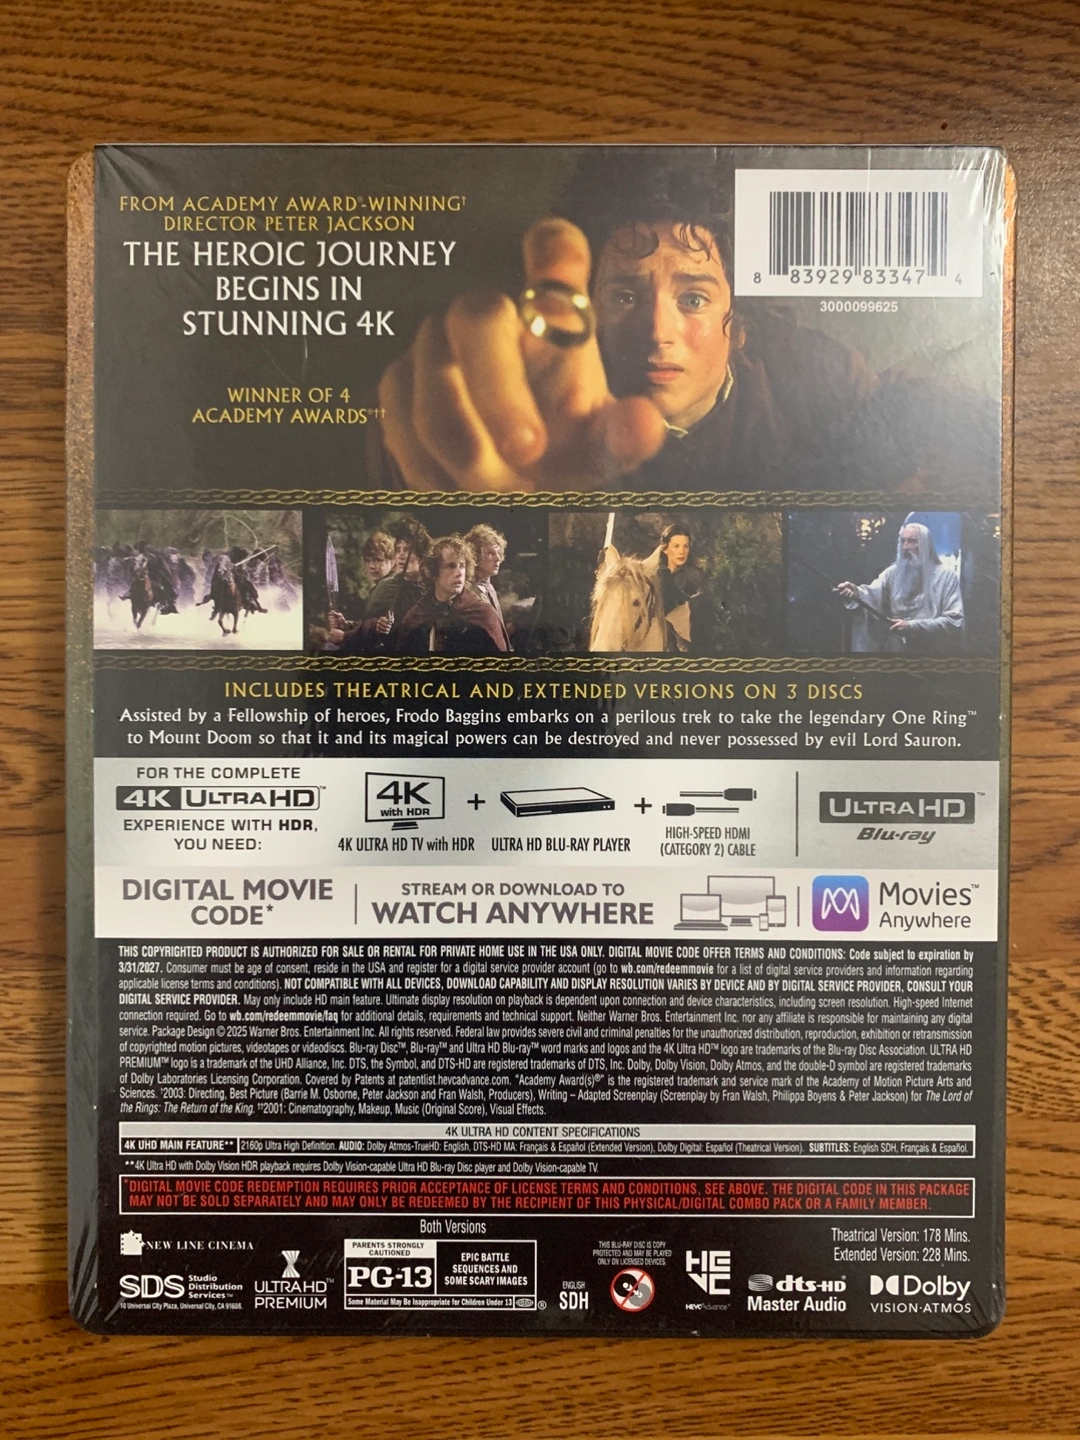 FROM ACADEMY AWARD®-WINNING†
DIRECTOR PETER JACKSON
THE HEROIC JOURNEY
BEGINS IN
STUNNING 4K
WINNER OF 4
ACADEMY AWARDS®††
8 83929 83347 4
3000099625
INCLUDES THEATRICAL AND EXTENDED VERSIONS ON 3 DISCS
Assisted by a Fellowship of heroes, Frodo Baggins embarks on a perilous trek to take the legendary One Ring™
to Mount Doom so that it and its magical powers can be destroyed and never possessed by evil Lord Sauron.
FOR THE COMPLETE
4K ULTRA HD™
EXPERIENCE WITH HDR,
YOU NEED:
4K
with HDR
4K ULTRA HD TV with HDR
+
ULTRA HD BLU-RAY PLAYER
+
HIGH-SPEED HDMI
(CATEGORY 2) CABLE
ULTRA HD™
Blu-ray
DIGITAL MOVIE
CODE*
STREAM OR DOWNLOAD TO
WATCH ANYWHERE
Movies™
Anywhere
THIS COPYRIGHTED PRODUCT IS AUTHORIZED FOR SALE OR RENTAL FOR PRIVATE HOME USE IN THE USA ONLY. DIGITAL MOVIE CODE OFFER TERMS AND CONDITIONS: Code subject to expiration by
3/31/2027. Consumer must be age of consent, reside in the USA and register for a digital service provider account (go to wb.com/redeemmovie for a list of digital service providers and information regarding
applicable license terms and conditions). NOT COMPATIBLE WITH ALL DEVICES, DOWNLOAD CAPABILITY AND DISPLAY RESOLUTION VARIES BY DEVICE AND BY DIGITAL SERVICE PROVIDER, CONSULT YOUR
DIGITAL SERVICE PROVIDER. May only include HD main feature. Ultimate display resolution on playback is dependent upon connection and device characteristics, including screen resolution. High-speed Internet
connection required. Go to wb.com/redeemmovie/faq for additional details, requirements and technical support. Neither Warner Bros. Entertainment Inc. nor any affiliate is responsible for maintaining any digital
service. Package Design © 2025 Warner Bros. Entertainment Inc. All rights reserved. Federal law provides severe civil and criminal penalties for the unauthorized distribution, reproduction, exhibition or retransmission
of copyrighted motion pictures, videotapes or videodiscs. Blu-ray Disc™, Blu-ray™ and Ultra HD Blu-ray™ word marks and logos and the 4K Ultra HD™ logo are trademarks of the Blu-ray Disc Association. ULTRA HD
PREMIUM™ logo is a trademark of the UHD Alliance, Inc. DTS, the Symbol, and DTS-HD are registered trademarks of DTS, Inc. Dolby, Dolby Vision, Dolby Atmos, and the double-D symbol are registered trademarks
of Dolby Laboratories Licensing Corporation. Covered by Patents at patentlist.hevcadvance.com. "Academy Award(s)®" is the registered trademark and service mark of the Academy of Motion Picture Arts and
Sciences. †2003: Directing, Best Picture (Barrie M. Osborne, Peter Jackson and Fran Walsh, Producers), Writing – Adapted Screenplay (Screenplay by Fran Walsh, Philippa Boyens & Peter Jackson) for The Lord of
the Rings: The Return of the King. ††2001: Cinematography, Makeup, Music (Original Score), Visual Effects.
4K ULTRA HD CONTENT SPECIFICATIONS
4K UHD MAIN FEATURE** 2160p Ultra High Definition. AUDIO: Dolby Atmos-TrueHD: English, DTS-HD MA: Français & Español (Extended Version), Dolby Digital: Español (Theatrical Version). SUBTITLES: English SDH, Français & Español.
**4K Ultra HD with Dolby Vision HDR playback requires Dolby Vision-capable Ultra HD Blu-ray Disc player and Dolby Vision-capable TV.
*DIGITAL MOVIE CODE REDEMPTION REQUIRES PRIOR ACCEPTANCE OF LICENSE TERMS AND CONDITIONS, SEE ABOVE. THE DIGITAL CODE IN THIS PACKAGE
MAY NOT BE SOLD SEPARATELY AND MAY ONLY BE REDEEMED BY THE RECIPIENT OF THIS PHYSICAL/DIGITAL COMBO PACK OR A FAMILY MEMBER.
Both Versions
Theatrical Version: 178 Mins.
Extended Version: 228 Mins.
NEW LINE CINEMA
SDS Studio
Distribution
Services™
10 Universal City Plaza, Universal City, CA 91608.
ULTRA HD™
PREMIUM
PARENTS STRONGLY
CAUTIONED
PG-13
EPIC BATTLE
SEQUENCES AND
SOME SCARY IMAGES
Some Material May Be Inappropriate for Children Under 13
®
ENGLISH
SDH
THIS BLU-RAY DISC IS COPY
PROTECTED AND MAY BE PLAYED
ONLY ON LICENSED DEVICES.
HEVC
HEVC Advance™
dts-HD®
Master Audio
Dolby
VISION·ATMOS